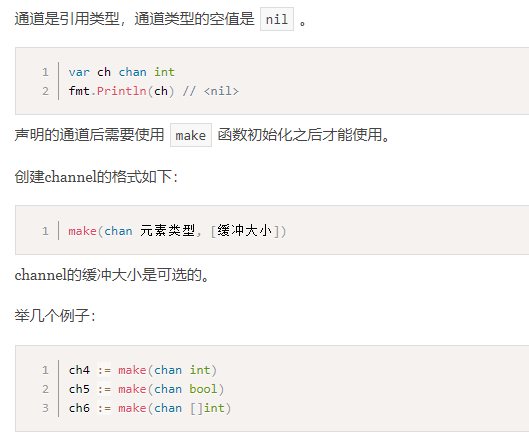 通道是引用类型，通道类型的空值是 nil 。
1 var ch chan int
2 fmt.Println(ch) // <nil>
声明的通道后需要使用 make 函数初始化之后才能使用。
创建channel的格式如下：
1 make(chan 元素类型, [缓冲大小])
channel的缓冲大小是可选的。
举几个例子：
1 ch4 := make(chan int)
2 ch5 := make(chan bool)
3 ch6 := make(chan []int)